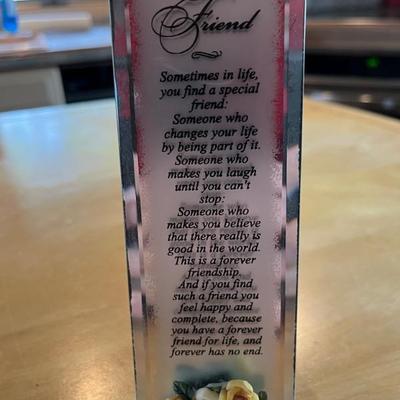 Friend
Sometimes in life,
you find a special
friend:
Someone who
changes your life
by being part of it.
Someone who
makes you laugh
until you can't
stop:
Someone who
makes you believe
that there really is
good in the world.
This is a forever
friendship.
And if you find
such a friend you
feel happy and
complete, because
you have a forever
friend for life, and
forever has no end.